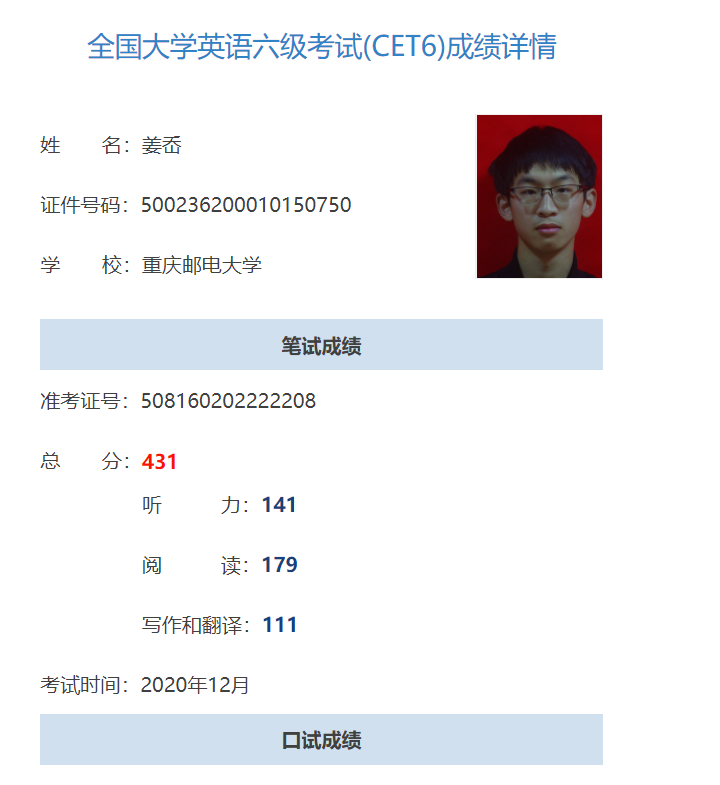 全国大学英语六级考试(CET6)成绩详情
姓名：姜岙
证件号码：500236200010150750
学校：重庆邮电大学
笔试成绩
准考证号：508160202222208
总分：431
听力：141
阅读：179
写作和翻译：111
考试时间：2020年12月
口试成绩